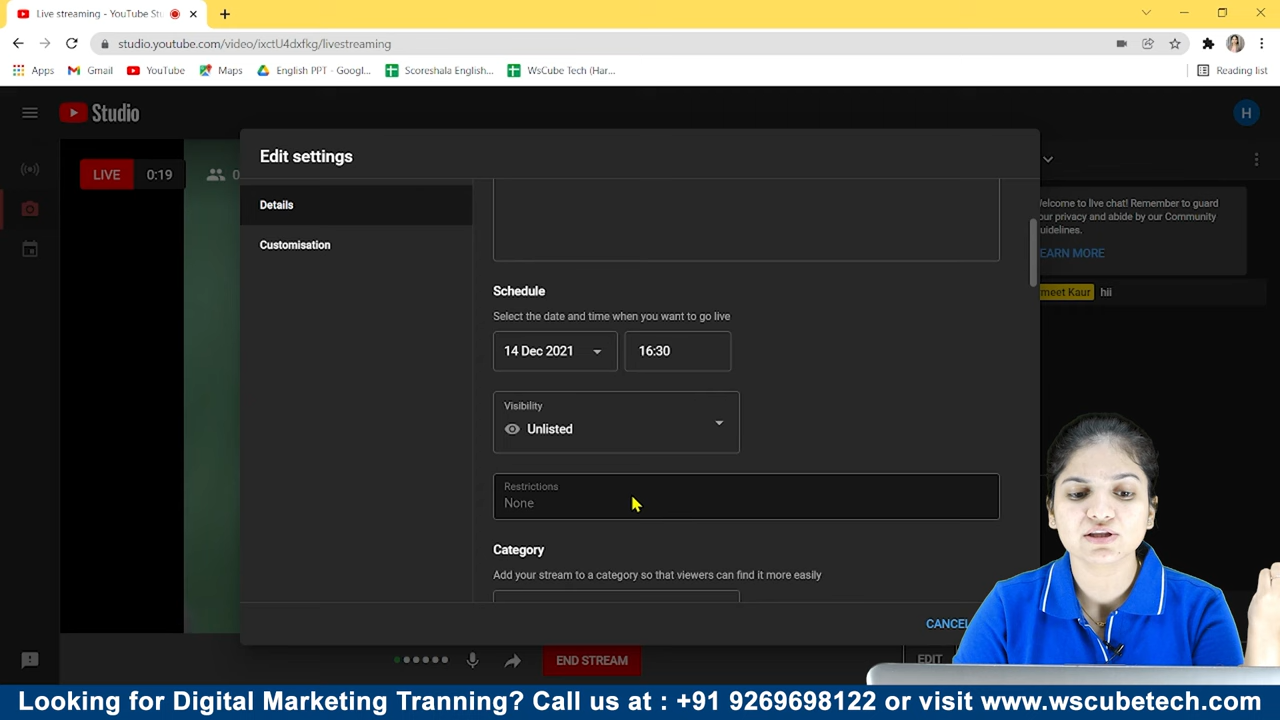 Live streaming - YouTube Stu
studio.youtube.com/video/ixctU4dxfkg/livestreaming
Apps Gmail YouTube Maps English PPT - Googl... Scoreshala English... WsCube Tech (Har... Reading list
Studio
H
LIVE 0:19 0
Edit settings
Details
Customisation
Schedule
Select the date and time when you want to go live
14 Dec 2021 16:30
Visibility
Unlisted
Restrictions
None
Category
Add your stream to a category so that viewers can find it more easily
CANCEL
Welcome to live chat! Remember to guard
our privacy and abide by our Community
uidelines.
EARN MORE
meet Kaur hii
END STREAM
EDIT
Looking for Digital Marketing Tranning? Call us at : +91 9269698122 or visit www.wscubetech.com